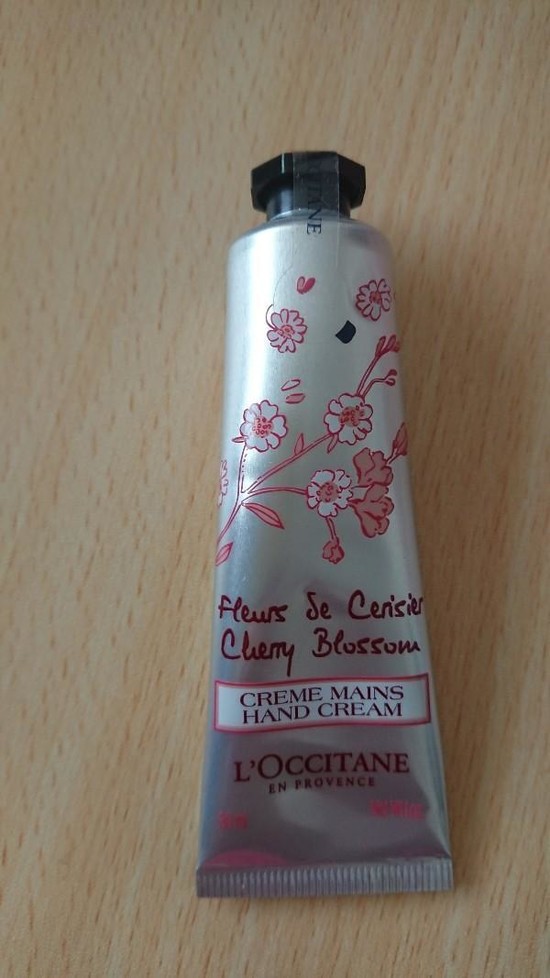 Fleurs de Cerisier
Cherry Blossom
CREME MAINS
HAND CREAM
L'OCCITANE
EN PROVENCE